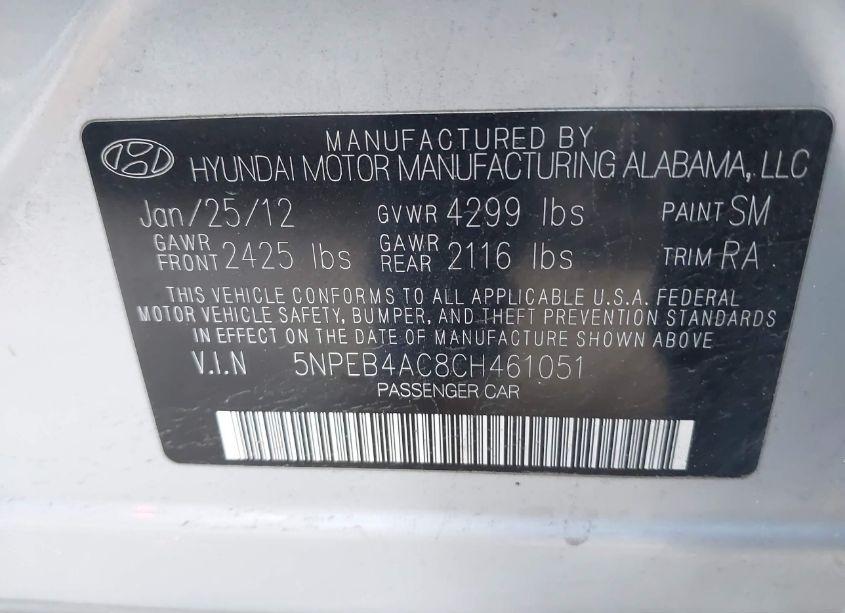 MANUFACTURED BY
HYUNDAI MOTOR MANUFACTURING ALABAMA, LLC
Jan/25/12 GVWR 4299 lbs PAINT SM
GAWR FRONT 2425 lbs GAWR REAR 2116 lbs TRIM RA
THIS VEHICLE CONFORMS TO ALL APPLICABLE U.S.A. FEDERAL
MOTOR VEHICLE SAFETY, BUMPER, AND THEFT PREVENTION STANDARDS
IN EFFECT ON THE DATE OF MANUFACTURE SHOWN ABOVE
V.I.N 5NPEB4AC8CH461051
PASSENGER CAR